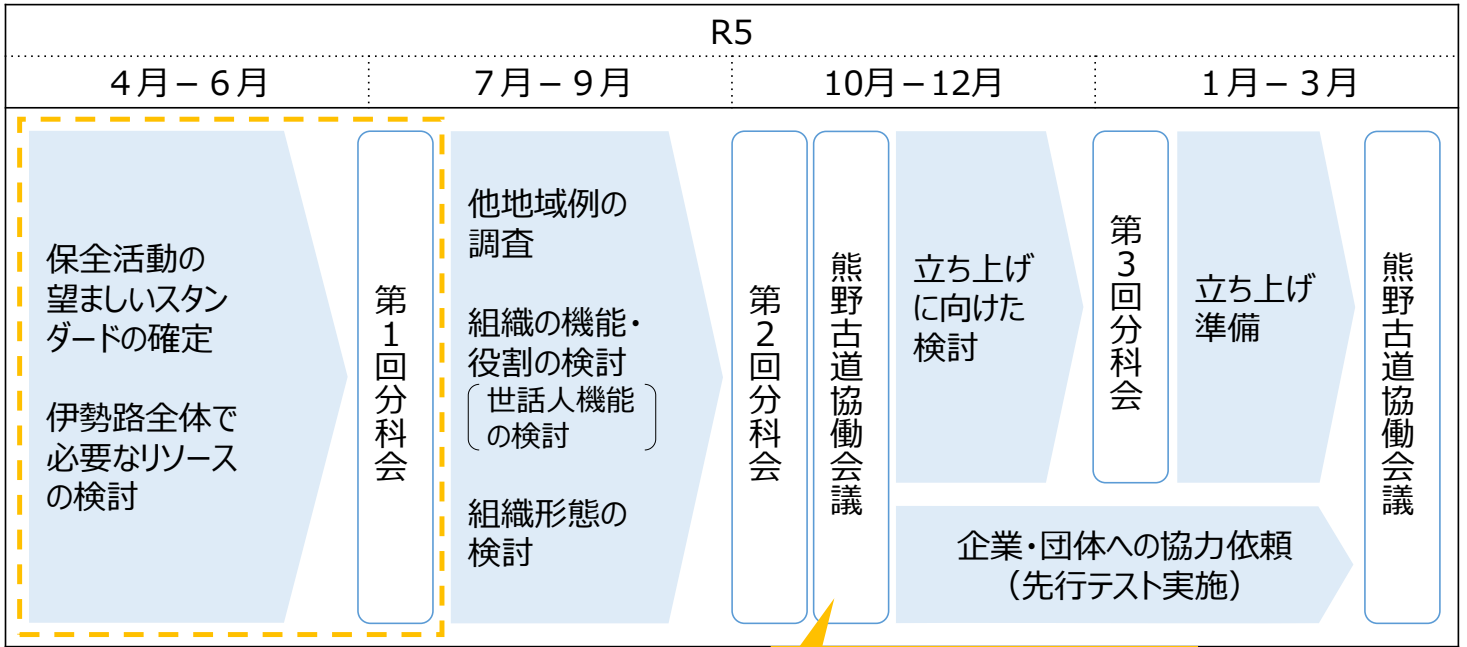 R5
4月－6月
7月－9月
10月－12月
1月－3月
保全活動の
望ましいスタン
ダードの確定
伊勢路全体で
必要なリソース
の検討
第1回分科会
他地域例の
調査
組織の機能・
役割の検討
世話人機能
の検討
組織形態の
検討
第2回分科会
熊野古道協働会議
立ち上げ
に向けた
検討
第3回分科会
立ち上げ
準備
企業・団体への協力依頼
（先行テスト実施）
熊野古道協働会議